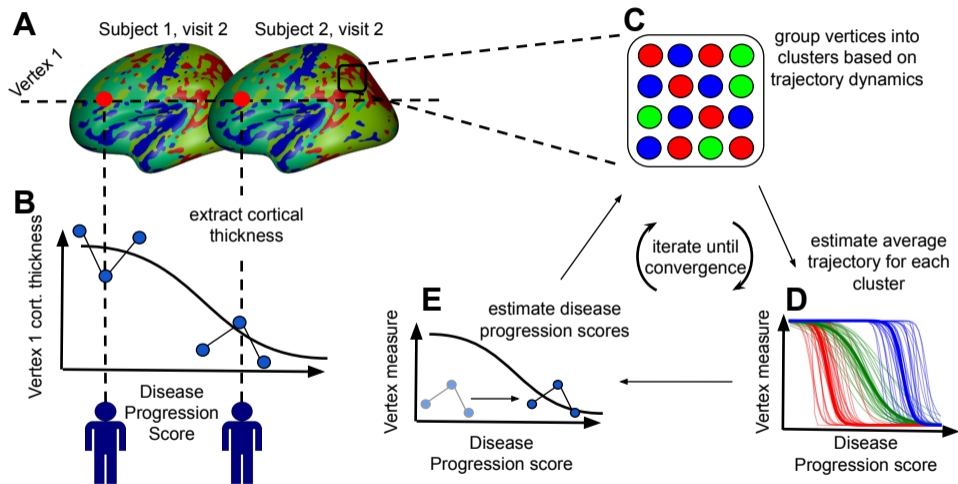 A
Subject 1, visit 2
Subject 2, visit 2
Vertex 1
C
group vertices into
clusters based on
trajectory dynamics
B
extract cortical
thickness
Vertex 1 cort. thickness
Disease
Progression
Score
iterate until
convergence
estimate average
trajectory for each
cluster
E
estimate disease
progression scores
Vertex measure
Disease
Progression score
D
Vertex measure
Disease
Progression score